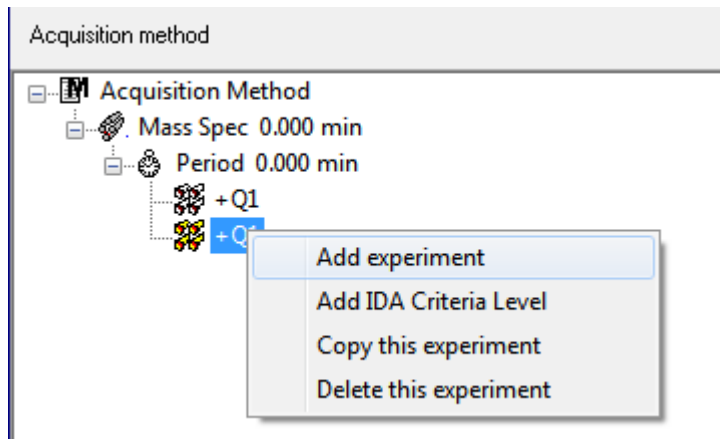 Acquisition method
Acquisition Method
Mass Spec 0.000 min
Period 0.000 min
+Q1
+Q1
Add experiment
Add IDA Criteria Level
Copy this experiment
Delete this experiment